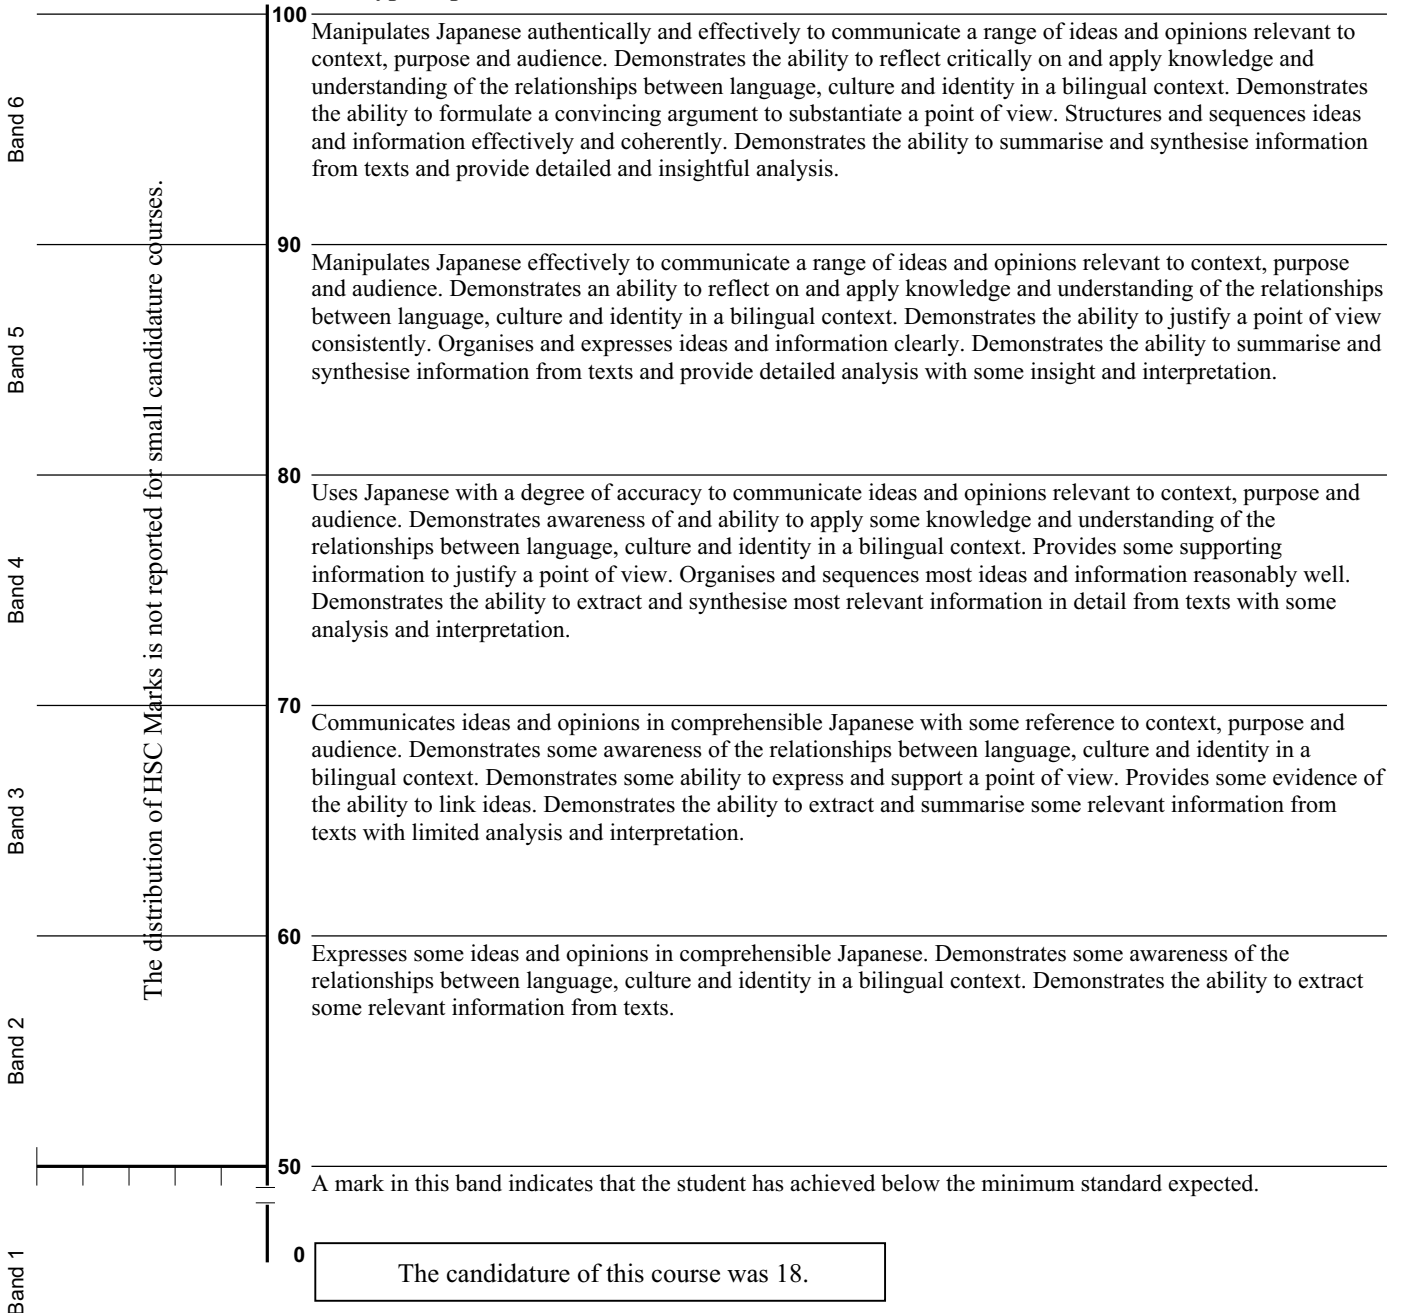 100
Manipulates Japanese authentically and effectively to communicate a range of ideas and opinions relevant to
context, purpose and audience. Demonstrates the ability to reflect critically on and apply knowledge and
understanding of the relationships between language, culture and identity in a bilingual context. Demonstrates
the ability to formulate a convincing argument to substantiate a point of view. Structures and sequences ideas
and information effectively and coherently. Demonstrates the ability to summarise and synthesise information
from texts and provide detailed and insightful analysis.
Band 6
90
Manipulates Japanese effectively to communicate a range of ideas and opinions relevant to context, purpose
and audience. Demonstrates an ability to reflect on and apply knowledge and understanding of the relationships
between language, culture and identity in a bilingual context. Demonstrates the ability to justify a point of view
consistently. Organises and expresses ideas and information clearly. Demonstrates the ability to summarise and
synthesise information from texts and provide detailed analysis with some insight and interpretation.
Band 5
The distribution of HSC Marks is not reported for small candidature courses.
80
Uses Japanese with a degree of accuracy to communicate ideas and opinions relevant to context, purpose and
audience. Demonstrates awareness of and ability to apply some knowledge and understanding of the
relationships between language, culture and identity in a bilingual context. Provides some supporting
information to justify a point of view. Organises and sequences most ideas and information reasonably well.
Demonstrates the ability to extract and synthesise most relevant information in detail from texts with some
analysis and interpretation.
Band 4
70
Communicates ideas and opinions in comprehensible Japanese with some reference to context, purpose and
audience. Demonstrates some awareness of the relationships between language, culture and identity in a
bilingual context. Demonstrates some ability to express and support a point of view. Provides some evidence of
the ability to link ideas. Demonstrates the ability to extract and summarise some relevant information from
texts with limited analysis and interpretation.
Band 3
60
Expresses some ideas and opinions in comprehensible Japanese. Demonstrates some awareness of the
relationships between language, culture and identity in a bilingual context. Demonstrates the ability to extract
some relevant information from texts.
Band 2
50
A mark in this band indicates that the student has achieved below the minimum standard expected.
0
Band 1
The candidature of this course was 18.